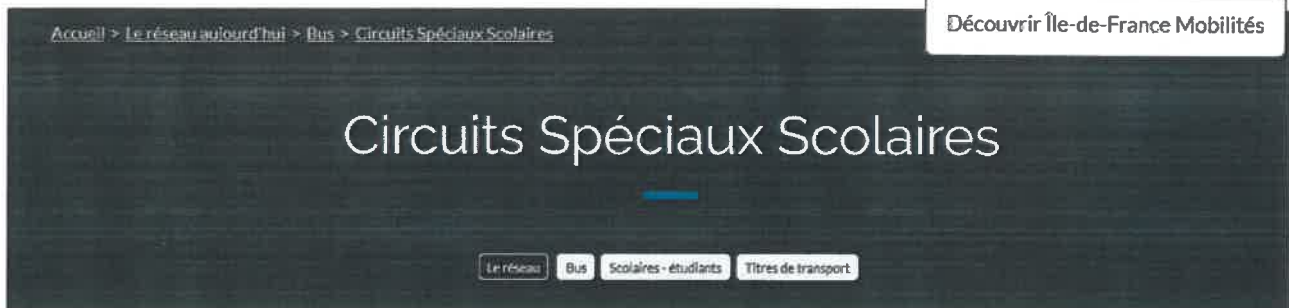 Découvrir Île-de-France Mobilités
Accueil > Le réseau aujourd'hui > Bus > Circuits Spéciaux Scolaires
Circuits Spéciaux Scolaires
Le réseau Bus Scolaires - étudiants Titres de transport